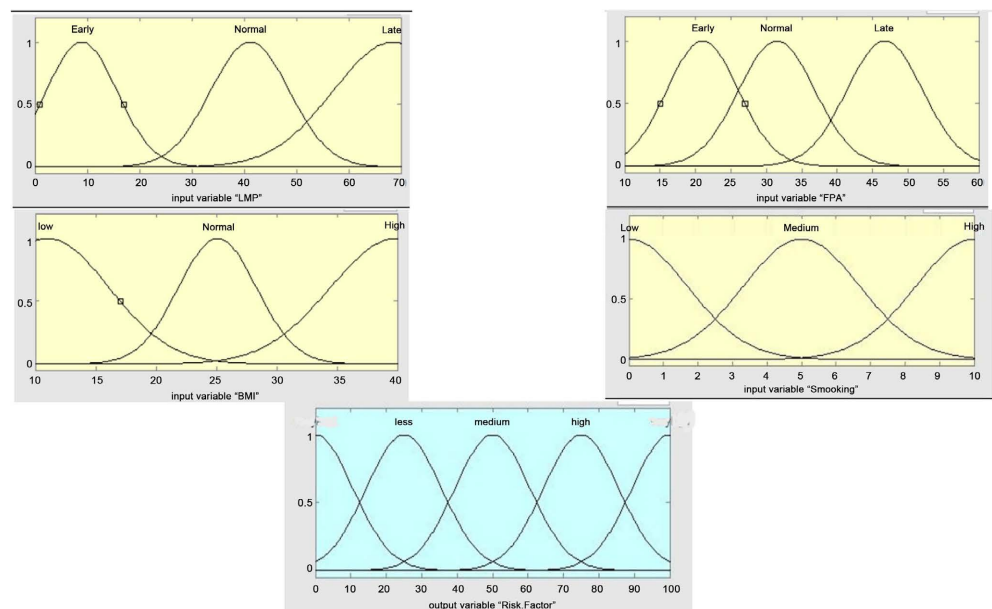 Early Normal Late
1
0.5
0
0 10 20 30 40 50 60 70
input variable "LMP"
Early Normal Late
1
0.5
0
10 15 20 25 30 35 40 45 50 55 60
input variable "FPA"
low Normal High
1
0.5
0
10 15 20 25 30 35 40
input variable "BMI"
Low Medium High
1
0.5
0
0 1 2 3 4 5 6 7 8 9 10
input variable "Smooking"
less medium high
1
0.5
0
0 10 20 30 40 50 60 70 80 90 100
output variable "Risk.Factor"